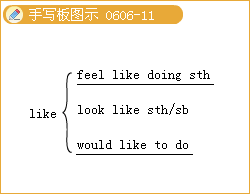 手写板图示 0606-11
feel like doing sth
like
look like sth/sb
would like to do